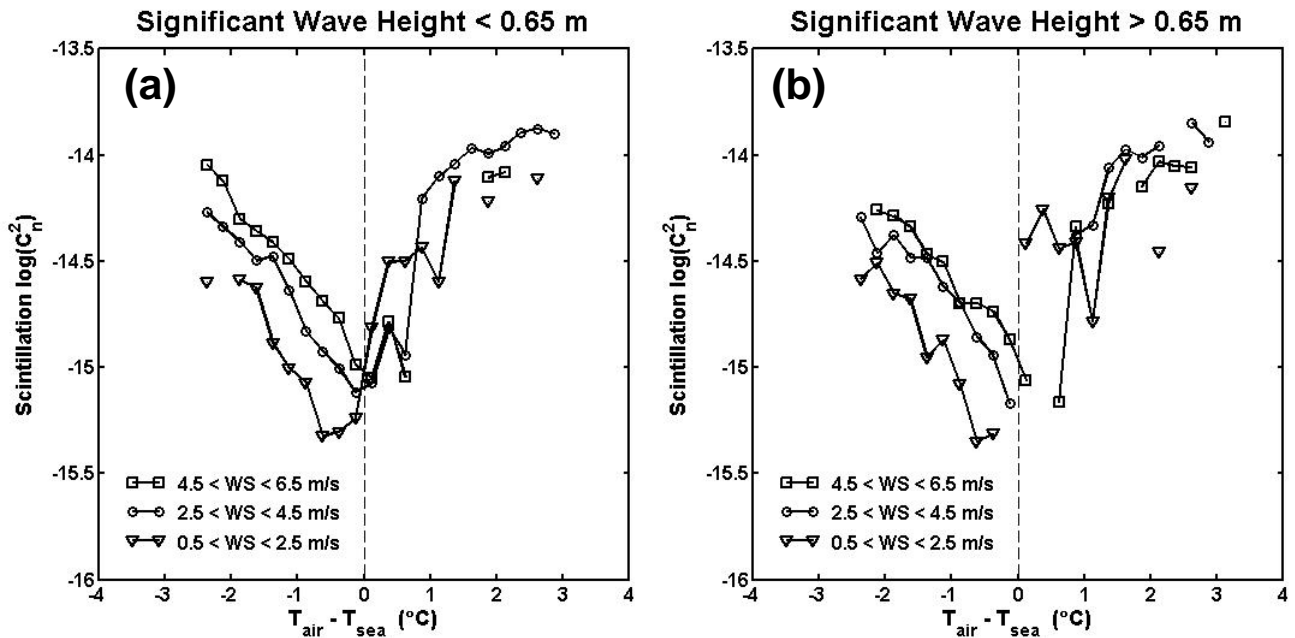 Significant Wave Height < 0.65 m
(a)
-13.5
-14
-14.5
-15
-15.5
-16
Scintillation log(C²ₙ)
4.5 < WS < 6.5 m/s
2.5 < WS < 4.5 m/s
0.5 < WS < 2.5 m/s
-4 -3 -2 -1 0 1 2 3 4
T_air - T_sea (°C)
Significant Wave Height > 0.65 m
(b)
-13.5
-14
-14.5
-15
-15.5
-16
Scintillation log(C²ₙ)
4.5 < WS < 6.5 m/s
2.5 < WS < 4.5 m/s
0.5 < WS < 2.5 m/s
-4 -3 -2 -1 0 1 2 3 4
T_air - T_sea (°C)